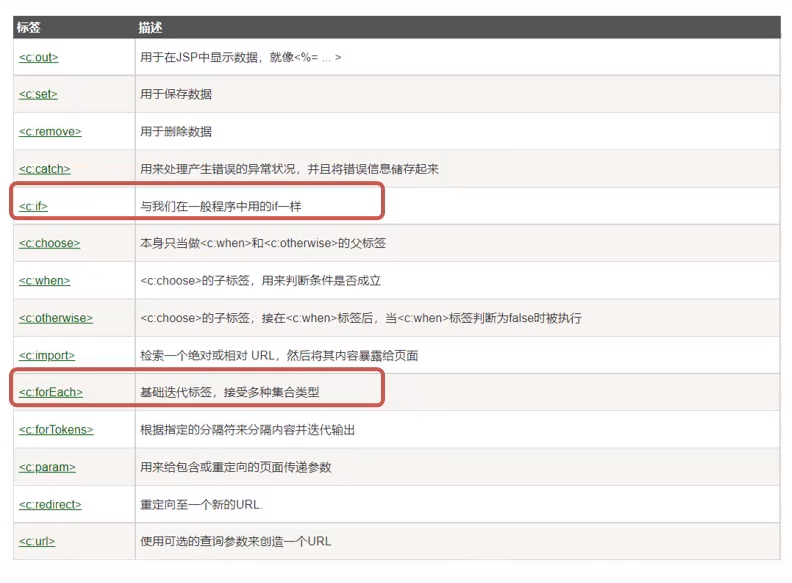 标签 描述
<c:out> 用于在JSP中显示数据，就像<%= ... >
<c:set> 用于保存数据
<c:remove> 用于删除数据
<c:catch> 用来处理产生错误的异常状况，并且将错误信息储存起来
<c:if> 与我们在一般程序中用的if一样
<c:choose> 本身只当做<c:when>和<c:otherwise>的父标签
<c:when> <c:choose>的子标签，用来判断条件是否成立
<c:otherwise> <c:choose>的子标签，接在<c:when>标签后，当<c:when>标签判断为false时被执行
<c:import> 检索一个绝对或相对 URL，然后将其内容暴露给页面
<c:forEach> 基础迭代标签，接受多种集合类型
<c:forTokens> 根据指定的分隔符来分隔内容并迭代输出
<c:param> 用来给包含或重定向的页面传递参数
<c:redirect> 重定向至一个新的URL.
<c:url> 使用可选的查询参数来创造一个URL